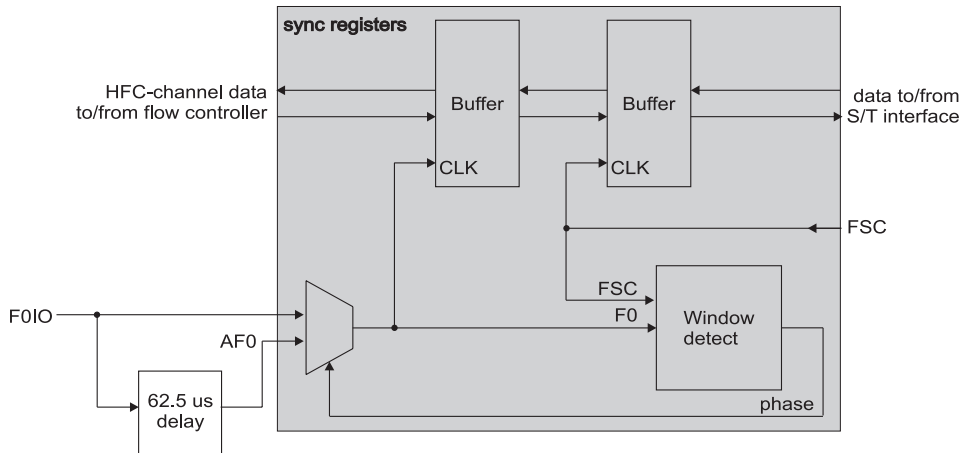 sync registers
HFC-channel data
to/from flow controller
Buffer
Buffer
data to/from
S/T interface
CLK
CLK
FSC
FSC
F0IO
F0
AF0
Window
detect
62.5 us
delay
phase